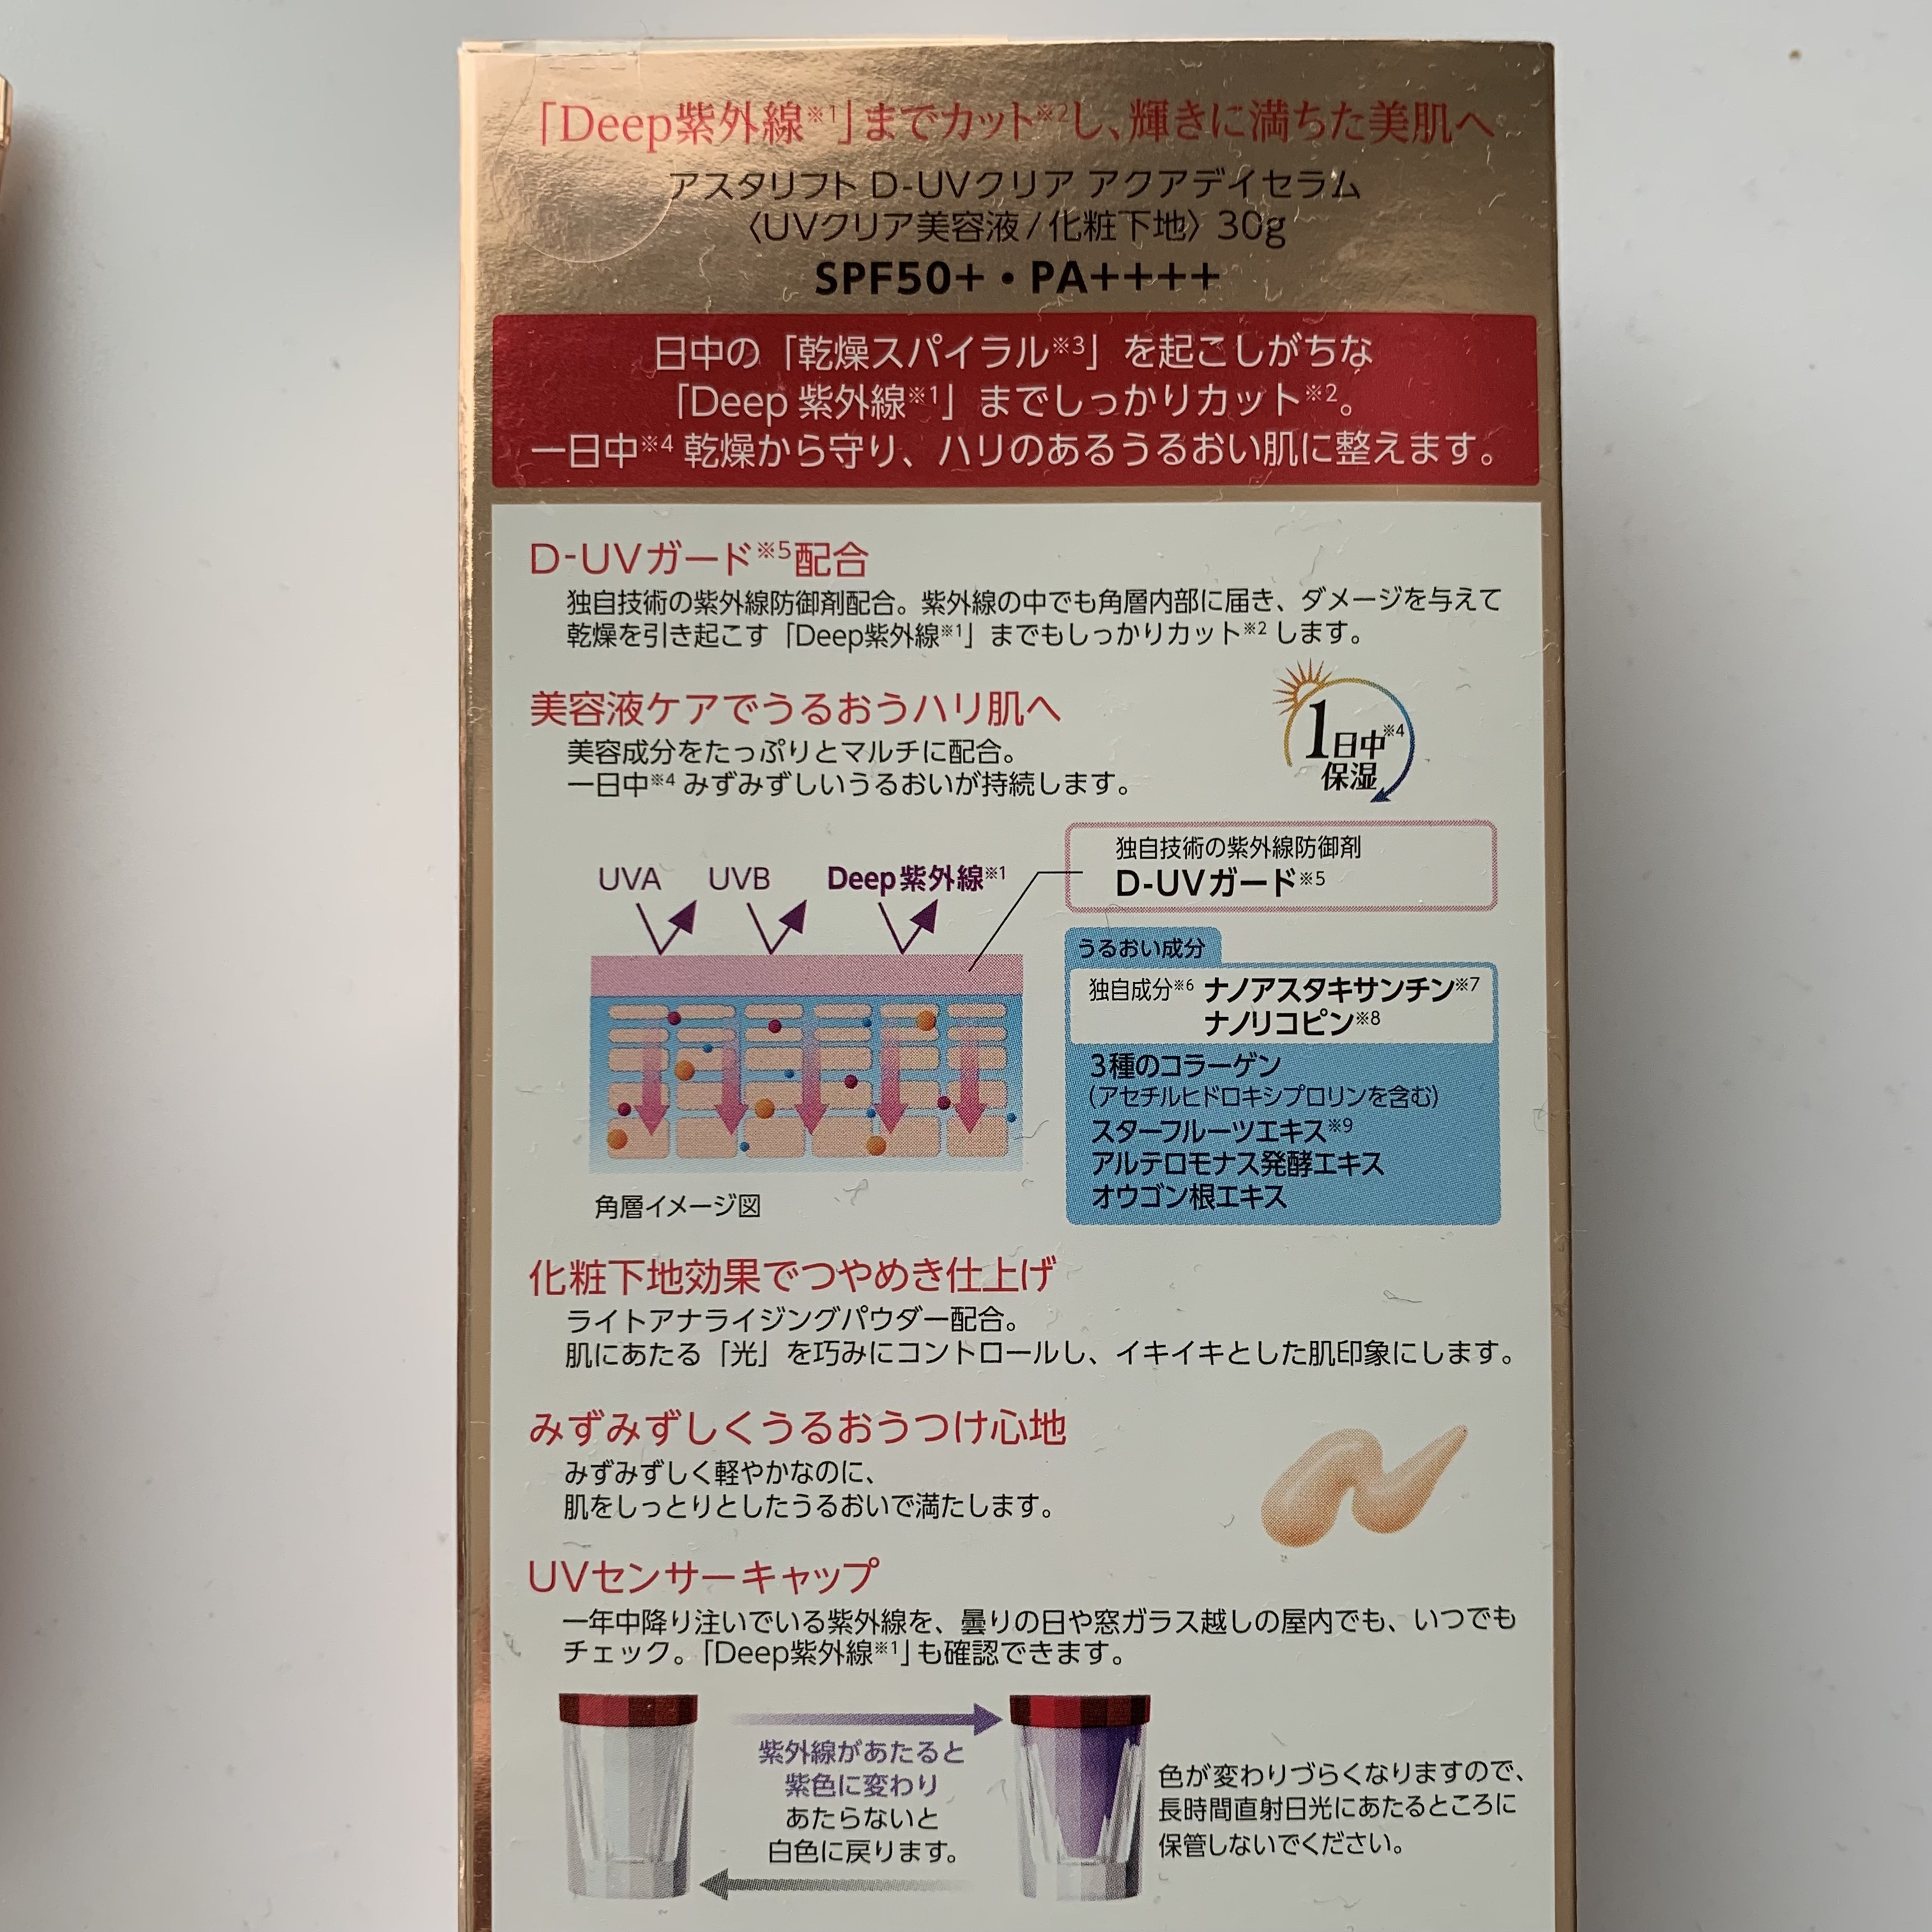 「Deep紫外線※1」までカット※2し、輝きに満ちた美肌へ
アスタリフト D-UVクリア アクアデイセラム
〈UVクリア美容液/化粧下地〉30g
SPF50+・PA++++
日中の「乾燥スパイラル※3」を起こしがちな
「Deep 紫外線※1」までしっかりカット※2。
一日中※4 乾燥から守り、ハリのあるうるおい肌に整えます。
D-UVガード※5配合
独自技術の紫外線防御剤配合。紫外線の中でも角層内部に届き、ダメージを与えて
乾燥を引き起こす「Deep紫外線※1」までもしっかりカット※2 します。
美容液ケアでうるおうハリ肌へ
美容成分をたっぷりとマルチに配合。
一日中※4 みずみずしいうるおいが持続します。
1日中※4
保湿
UVA UVB Deep紫外線※1
独自技術の紫外線防御剤
D-UVガード※5
うるおい成分
独自成分※6 ナノアスタキサンチン※7
ナノリコピン※8
3種のコラーゲン
(アセチルヒドロキシプロリンを含む)
スターフルーツエキス※9
アルテロモナス発酵エキス
オウゴン根エキス
角層イメージ図
化粧下地効果でつやめき仕上げ
ライトアナライジングパウダー配合。
肌にあたる「光」を巧みにコントロールし、イキイキとした肌印象にします。
みずみずしくうるおうつけ心地
みずみずしく軽やかなのに、
肌をしっとりとしたうるおいで満たします。
UVセンサーキャップ
一年中降り注いでいる紫外線を、曇りの日や窓ガラス越しの屋内でも、いつでも
チェック。「Deep紫外線※1」も確認できます。
紫外線があたると
紫色に変わり
あたらないと
白色に戻ります。
色が変わりづらくなりますので、
長時間直射日光にあたるところに
保管しないでください。